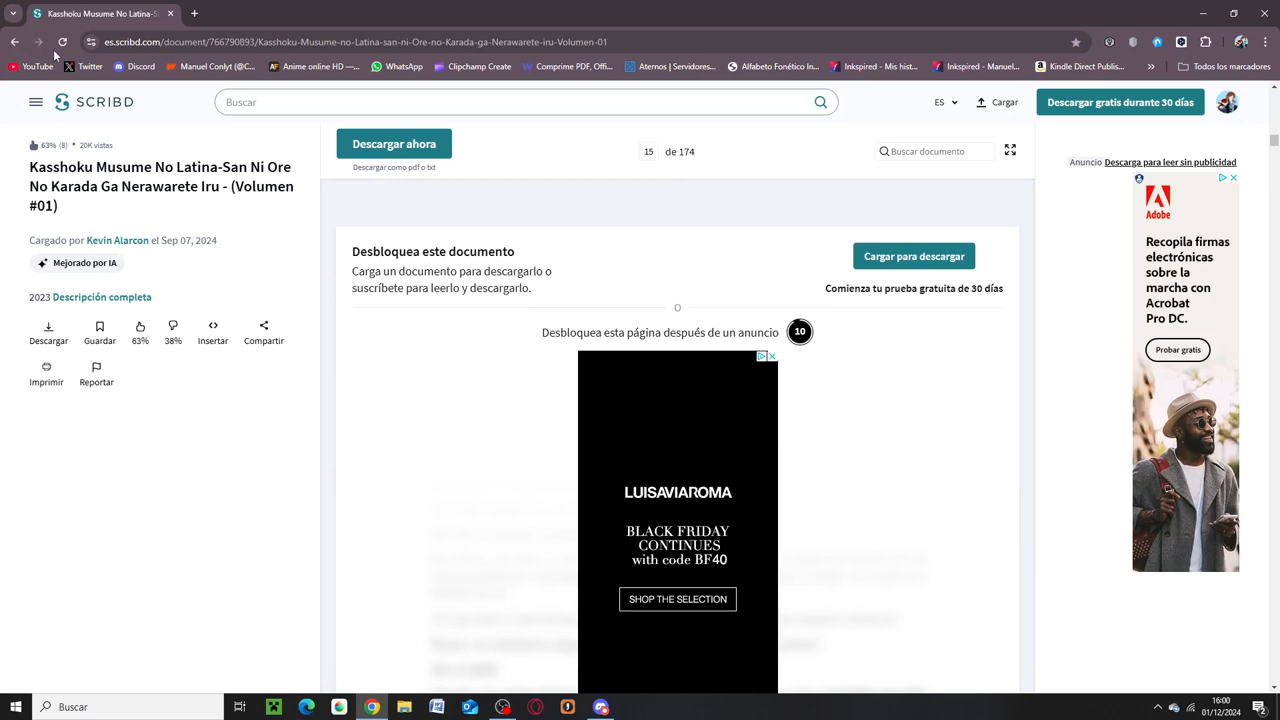 Kasshoku Musume No Latina-S
es.scribd.com/document/766790893/Kasshoku-Musume-no-Latina-san-ni-Ore-no-Karada-ga-Nerawarete-iru-Volumen-01
YouTube
Twitter
Discord
Manuel Conlyt (@C...
Anime online HD —...
WhatsApp
Clipchamp Create
Comprime PDF, Offi...
Aternos | Servidores...
Alfabeto Fonético In...
Inkspired - Mis hist...
Inkspired - Manuel...
Kindle Direct Publis...
Todos los marcadores
SCRIBD
Buscar
ES
Cargar
Descargar gratis durante 30 días
63% (8) • 20K vistas
Kasshoku Musume No Latina-San Ni Ore
No Karada Ga Nerawarete Iru - (Volumen
#01)
Cargado por Kevin Alarcon el Sep 07, 2024
Mejorado por IA
2023 Descripción completa
Descargar
Guardar
63%
38%
Insertar
Compartir
Imprimir
Reportar
Descargar ahora
Descargar como pdf o txt
15 de 174
Buscar documento
Desbloquea este documento
Carga un documento para descargarlo o
suscríbete para leerlo y descargarlo.
Cargar para descargar
Comienza tu prueba gratuita de 30 días
O
Desbloquea esta página después de un anuncio 10
LUISAVIAROMA
BLACK FRIDAY
CONTINUES
with code BF40
SHOP THE SELECTION
Anuncio Descarga para leer sin publicidad
Adobe
Recopila firmas
electrónicas
sobre la
marcha con
Acrobat
Pro DC.
Probar gratis
Buscar
16:00
01/12/2024